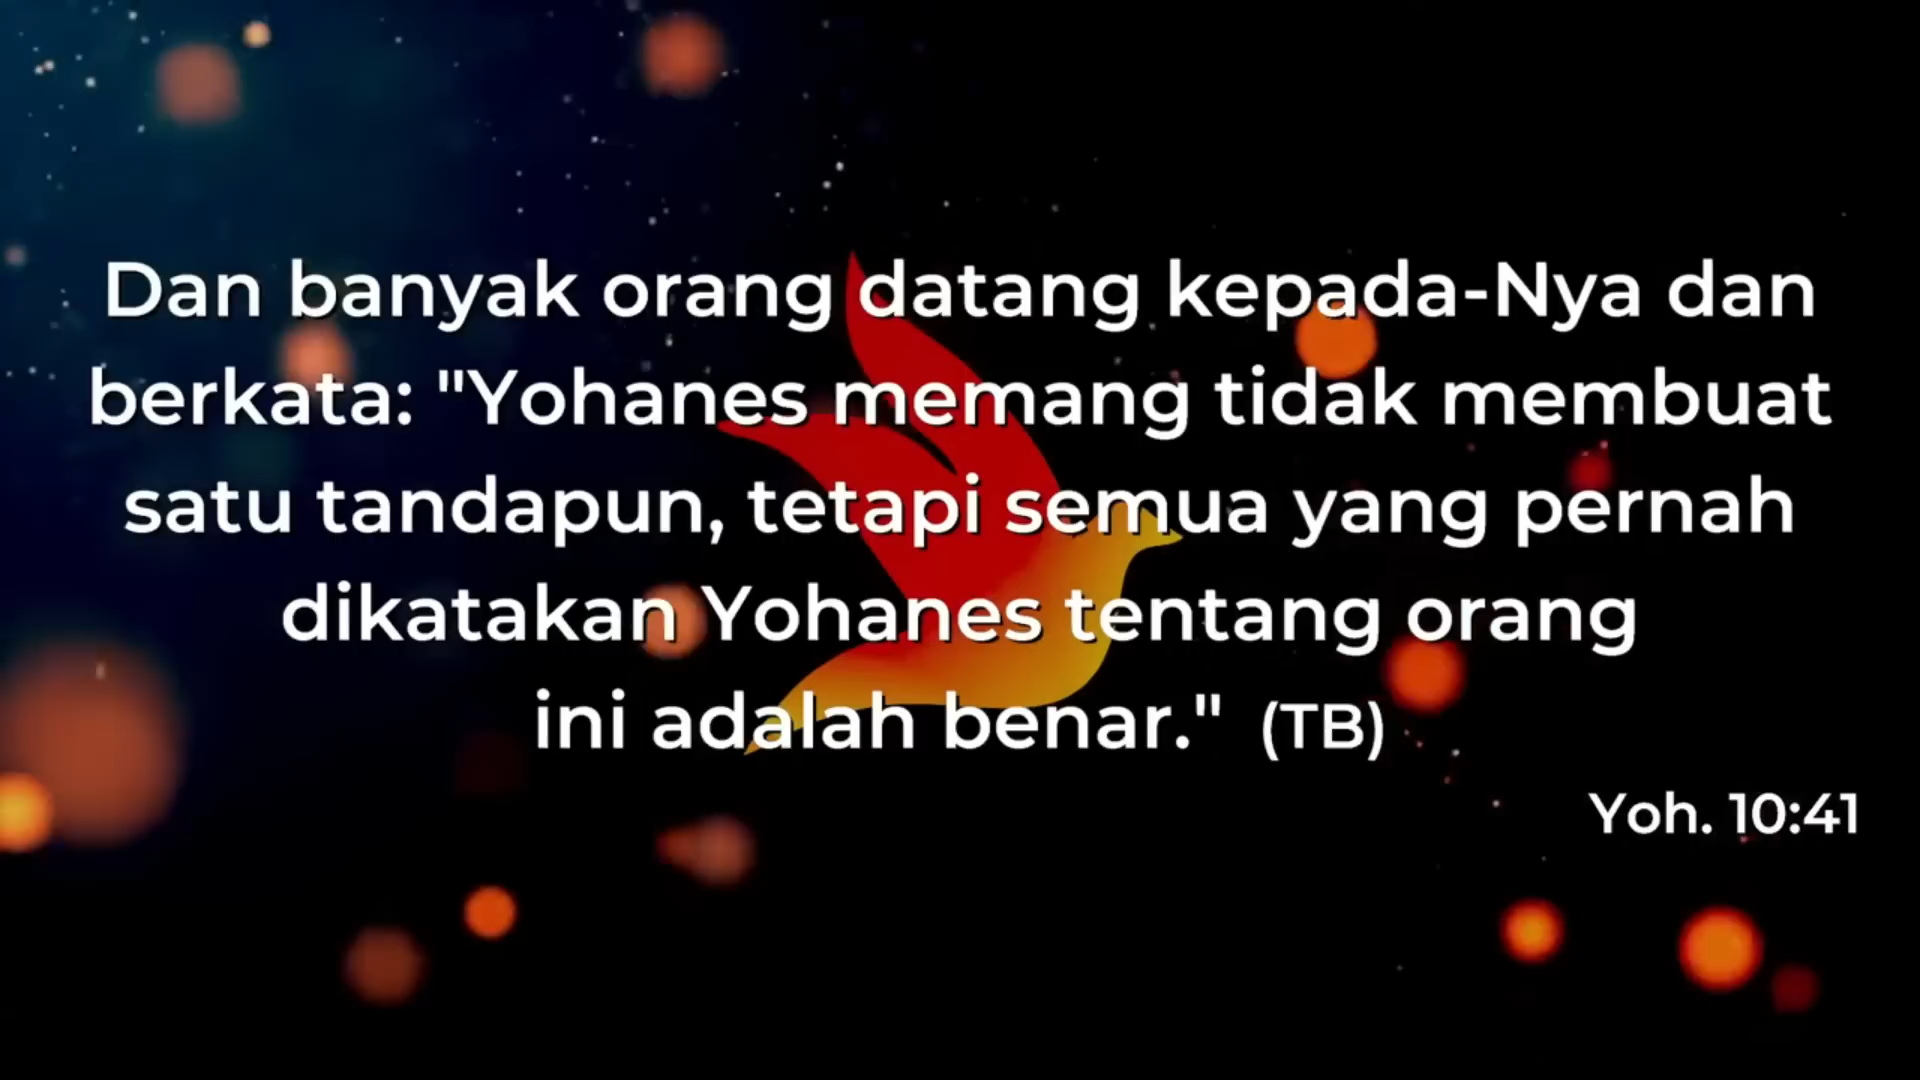 Dan banyak orang datang kepada-Nya dan
berkata: "Yohanes memang tidak membuat
satu tandapun, tetapi semua yang pernah
dikatakan Yohanes tentang orang
ini adalah benar." (TB)
Yoh. 10:41